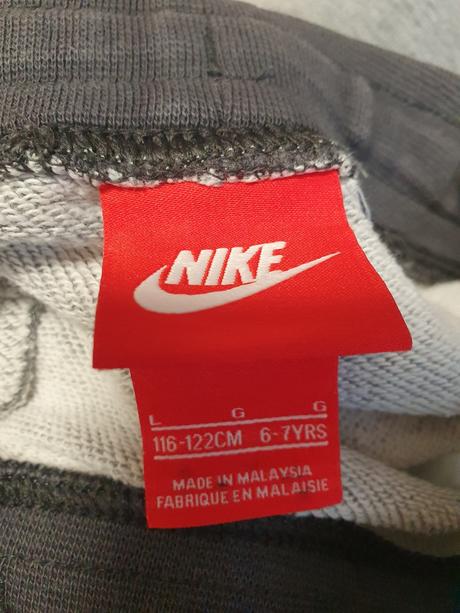 NIKE
L G G
116-122CM 6-7YRS
MADE IN MALAYSIA
FABRIQUE EN MALAISIE